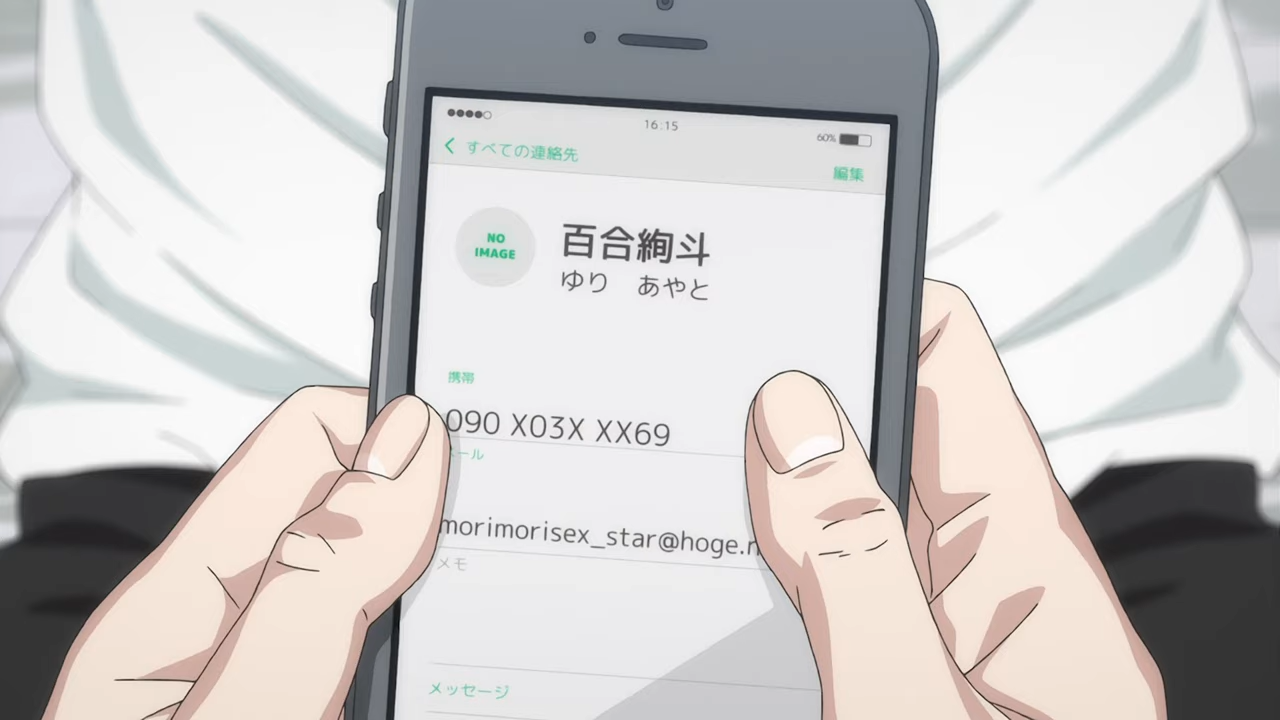 16:15
60%
すべての連絡先
編集
NO
IMAGE
百合絢斗
ゆり　あやと
携帯
090 X03X XX69
ール
morimorisex_star@hoge.n
メモ
メッセージ